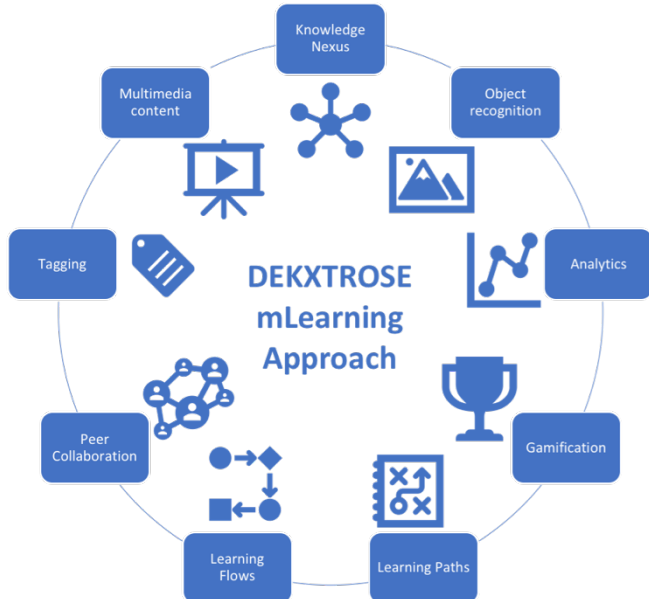 Knowledge
Nexus
Object
recognition
Analytics
Gamification
Learning Paths
Learning
Flows
Peer
Collaboration
Tagging
Multimedia
content
DEKXTROSE
mLearning
Approach